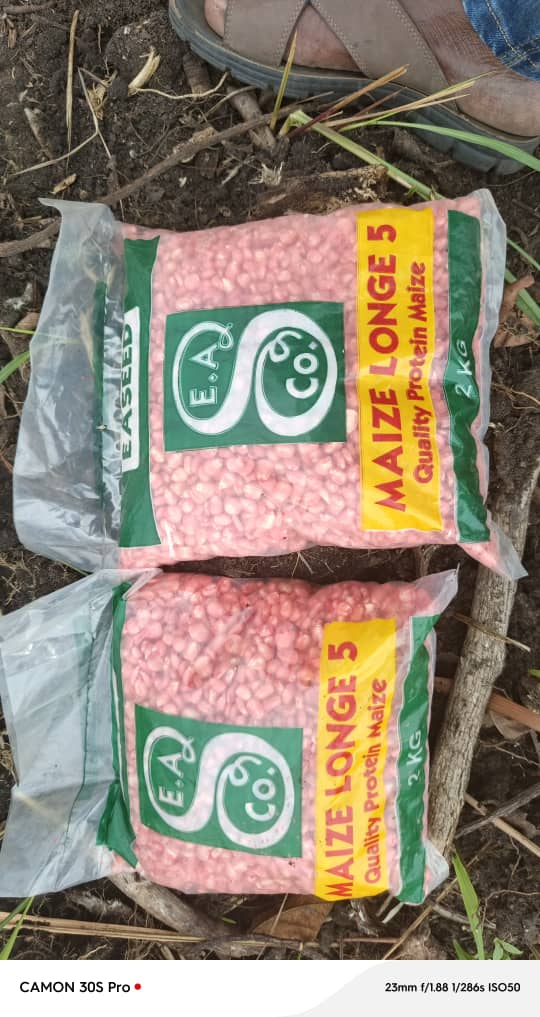 EASEED
E.A.
S
& Co.
MAIZE LONGE 5
Quality Protein Maize
2 KG
E.A.
S
& Co.
MAIZE LONGE 5
Quality Protein Maize
2 KG
CAMON 30S Pro
23mm f/1.88 1/286s ISO50